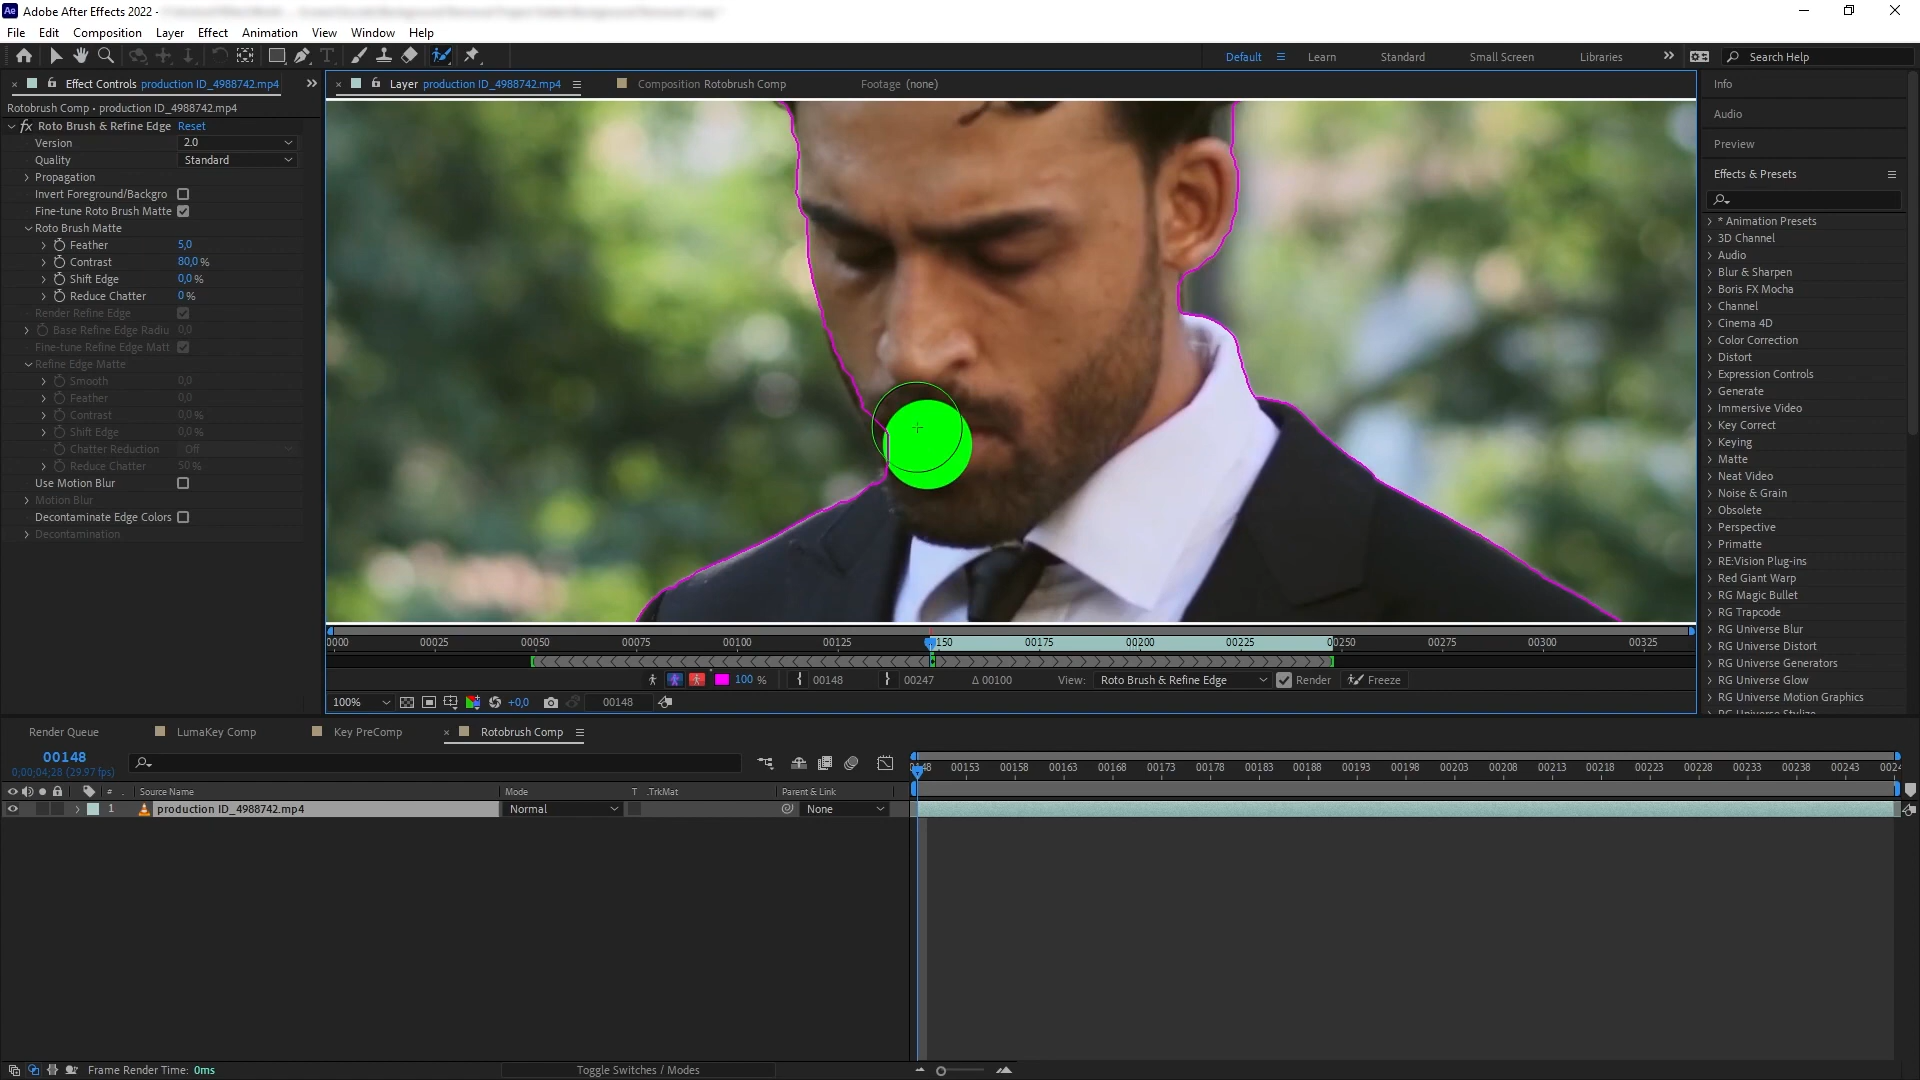 Ae Adobe After Effects 2022 -
File Edit Composition Layer Effect Animation View Window Help
Default Learn Standard Small Screen Libraries Search Help
Effect Controls production ID_4988742.mp4
Layer production ID_4988742.mp4
Composition Rotobrush Comp
Footage (none)
Rotobrush Comp • production ID_4988742.mp4
fx Roto Brush & Refine Edge Reset
Version 2.0
Quality Standard
Propagation
Invert Foreground/Backgro
Fine-tune Roto Brush Matte
Roto Brush Matte
Feather 5,0
Contrast 80,0 %
Shift Edge 0,0 %
Reduce Chatter 0 %
Render Refine Edge
Base Refine Edge Radiu 0,0
Fine-tune Refine Edge Matt
Refine Edge Matte
Smooth 0,0
Feather 0,0
Contrast 0,0 %
Shift Edge 0,0 %
Chatter Reduction Off
Reduce Chatter 50 %
Use Motion Blur
Motion Blur
Decontaminate Edge Colors
Decontamination
Info
Audio
Preview
Effects & Presets
* Animation Presets
3D Channel
Audio
Blur & Sharpen
Boris FX Mocha
Channel
Cinema 4D
Color Correction
Distort
Expression Controls
Generate
Immersive Video
Key Correct
Keying
Matte
Neat Video
Noise & Grain
Obsolete
Perspective
Primatte
RE:Vision Plug-ins
Red Giant Warp
RG Magic Bullet
RG Trapcode
RG Universe Blur
RG Universe Distort
RG Universe Generators
RG Universe Glow
RG Universe Motion Graphics
RG Universe Stylize
0000 00025 00050 00075 00100 00125 150 00175 00200 00225 00250 00275 00300 00325
100 % 00148 00247 Δ 00100 View: Roto Brush & Refine Edge Render Freeze
100% +0,0 00148
Render Queue LumaKey Comp Key PreComp Rotobrush Comp
00148
0;00;04;28 (29.97 fps)
# Source Name Mode T .TrkMat Parent & Link
1 production ID_4988742.mp4 Normal None
148 00153 00158 00163 00168 00173 00178 00183 00188 00193 00198 00203 00208 00213 00218 00223 00228 00233 00238 00243 0024
Frame Render Time: 0ms
Toggle Switches / Modes